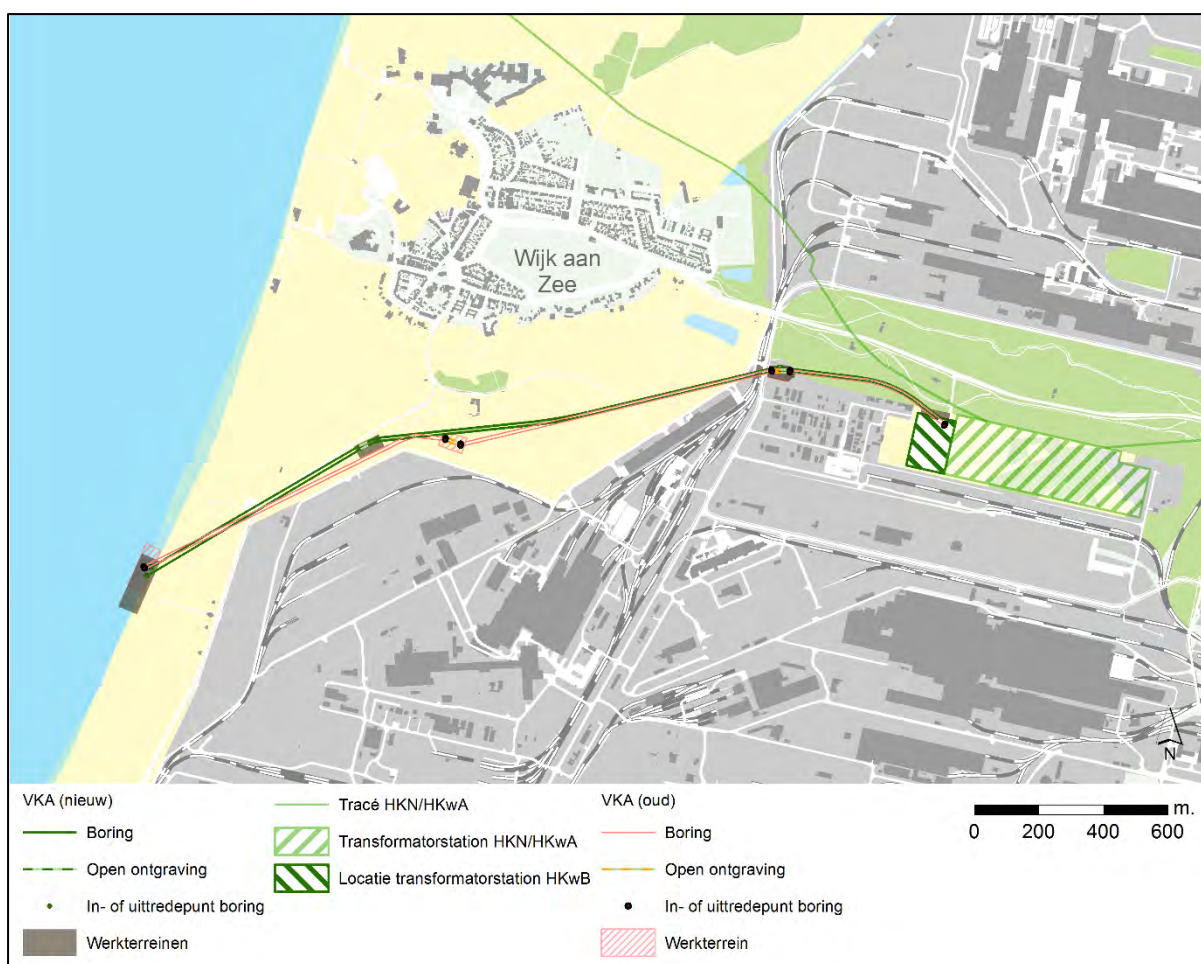 Wijk aan
Zee
N
VKA (nieuw)
Boring
Open ontgraving
In- of uittredepunt boring
Werkterreinen
Tracé HKN/HKwA
Transformatorstation HKN/HKwA
Locatie transformatorstation HKwB
VKA (oud)
Boring
Open ontgraving
In- of uittredepunt boring
Werkterrein
m.
0 200 400 600